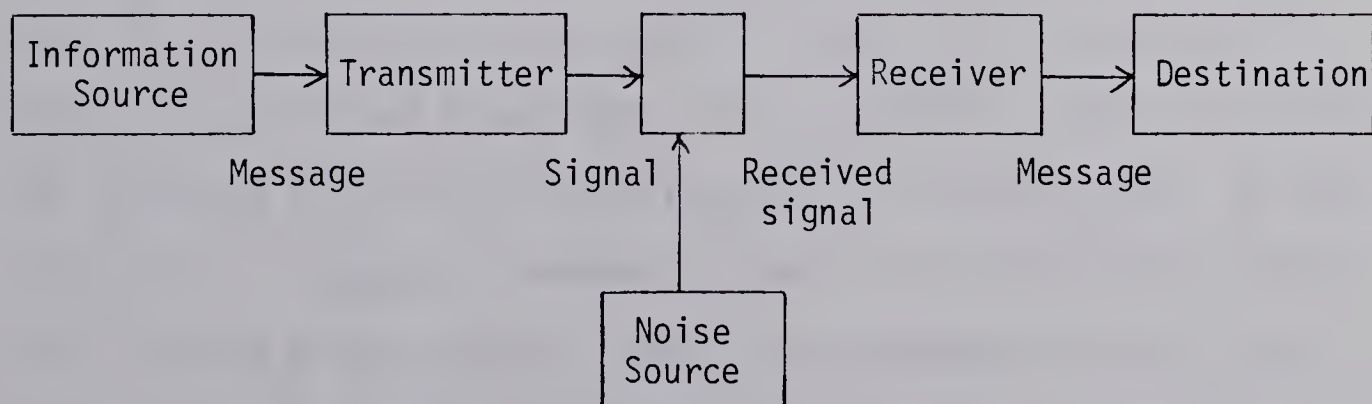 Information
Source
Transmitter
Receiver
Destination
Message
Signal
Received
signal
Message
Noise
Source